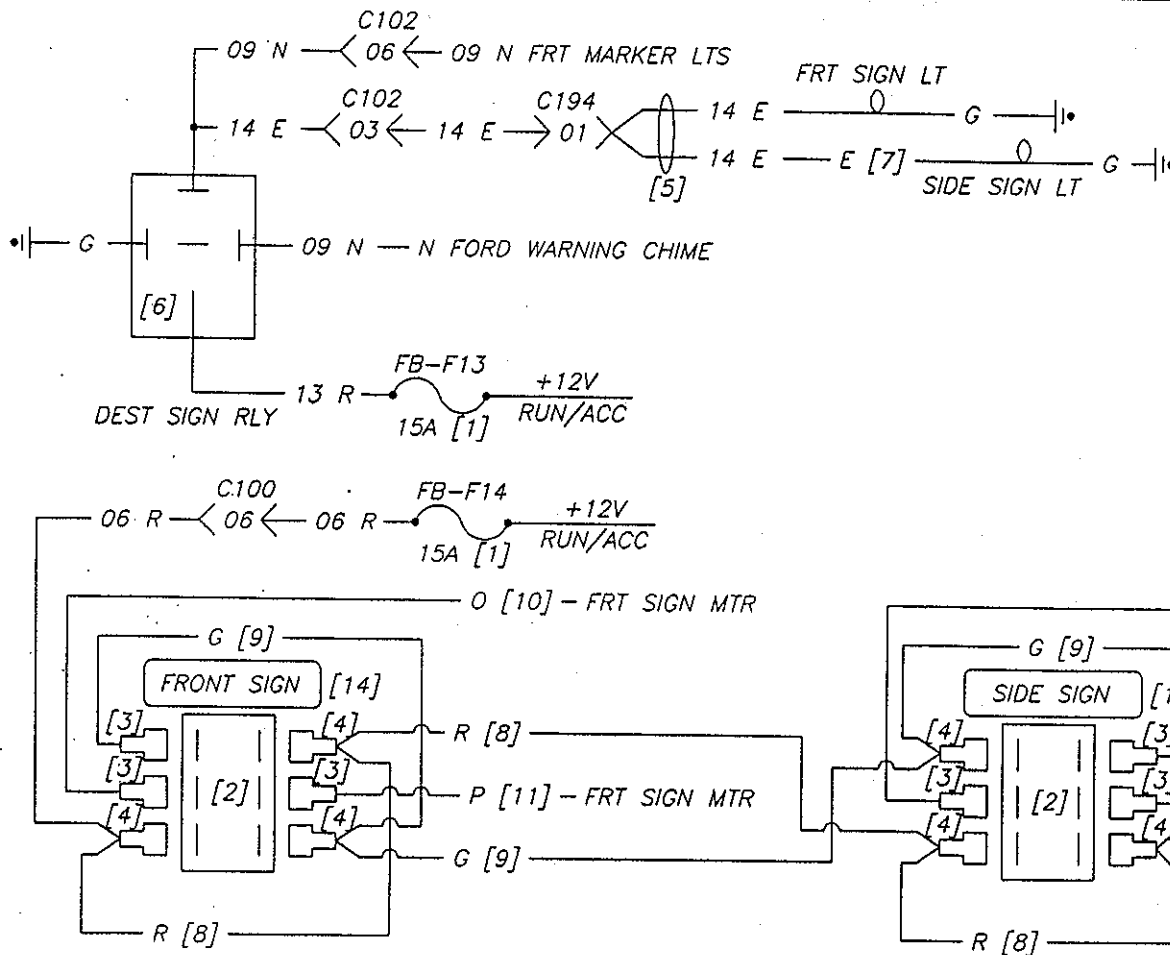 C102
09 N 06 09 N FRT MARKER LTS
FRT SIGN LT
C102 C194
14 E 03 14 E 01 14 E G
14 E E [7] G
[5] SIDE SIGN LT
G 09 N N FORD WARNING CHIME
[6]
FB-F13
13 R +12V
DEST SIGN RLY 15A [1] RUN/ACC
C100 FB-F14
06 R 06 06 R +12V
15A [1] RUN/ACC
O [10] - FRT SIGN MTR
G [9] G [9]
FRONT SIGN [14] SIDE SIGN
[3] [4] R [8] [4] [3
[3] [2] [3] P [11] - FRT SIGN MTR [3] [2] [3
[4] [4] G [9] [4] [4
R [8] R [8]